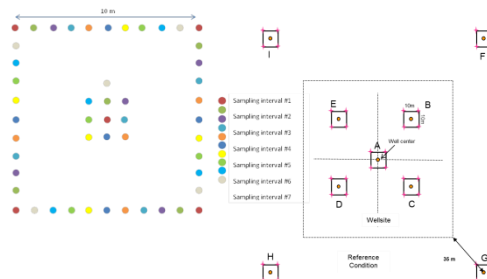 10 m
Sampling interval #1
Sampling interval #2
Sampling interval #3
Sampling interval #4
Sampling interval #5
Sampling interval #6
Sampling interval #7
I
F
E
B
10m
10m
A
Well center
D
C
Wellsite
Reference
Condition
H
G
36 m